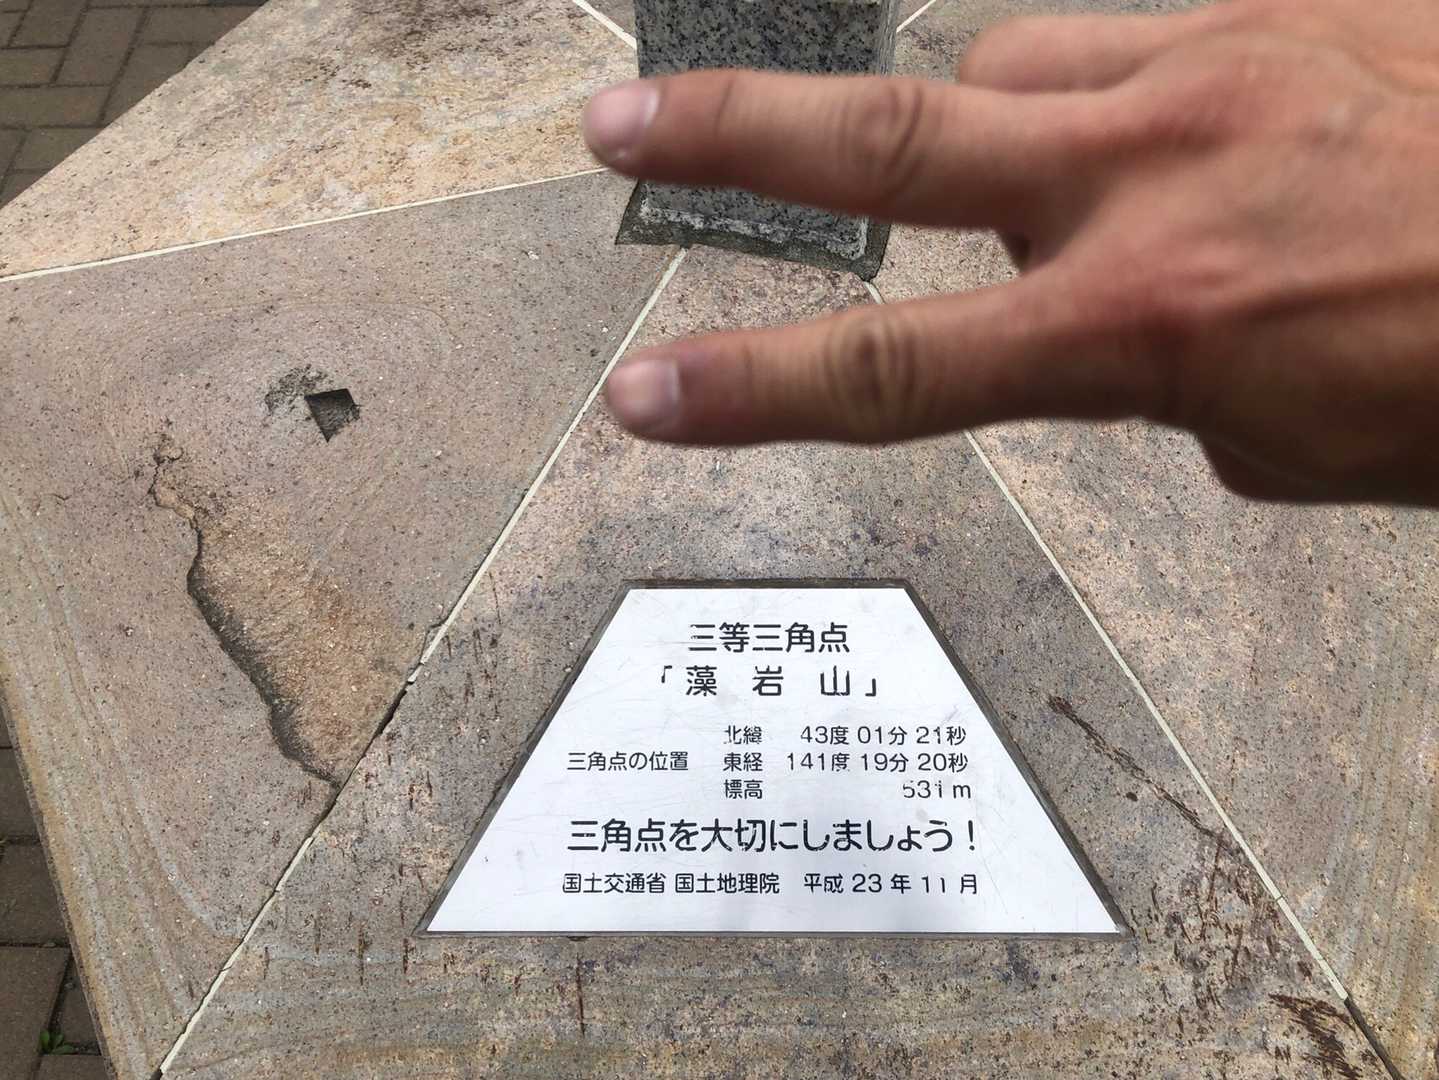 三等三角点
「藻岩山」
北緯 43度 01分 21秒
三角点の位置 東経 141度 19分 20秒
標高 531m
三角点を大切にしましょう!
国土交通省 国土地理院 平成 23 年 11 月